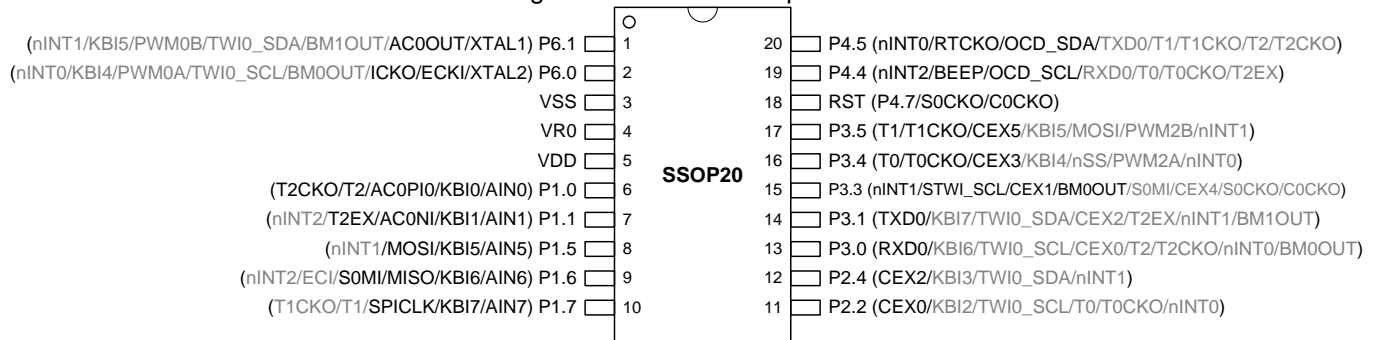 (nINT1/KBI5/PWM0B/TWI0_SDA/BM1OUT/AC0OUT/XTAL1) P6.1 1 20 P4.5 (nINT0/RTCKO/OCD_SDA/TXD0/T1/T1CKO/T2/T2CKO)
(nINT0/KBI4/PWM0A/TWI0_SCL/BM0OUT/ICKO/ECKI/XTAL2) P6.0 2 19 P4.4 (nINT2/BEEP/OCD_SCL/RXD0/T0/T0CKO/T2EX)
VSS 3 18 RST (P4.7/S0CKO/C0CKO)
VR0 4 17 P3.5 (T1/T1CKO/CEX5/KBI5/MOSI/PWM2B/nINT1)
VDD 5 16 P3.4 (T0/T0CKO/CEX3/KBI4/nSS/PWM2A/nINT0)
SSOP20
(T2CKO/T2/AC0PI0/KBI0/AIN0) P1.0 6 15 P3.3 (nINT1/STWI_SCL/CEX1/BM0OUT/S0MI/CEX4/S0CKO/C0CKO)
(nINT2/T2EX/AC0NI/KBI1/AIN1) P1.1 7 14 P3.1 (TXD0/KBI7/TWI0_SDA/CEX2/T2EX/nINT1/BM1OUT)
(nINT1/MOSI/KBI5/AIN5) P1.5 8 13 P3.0 (RXD0/KBI6/TWI0_SCL/CEX0/T2/T2CKO/nINT0/BM0OUT)
(nINT2/ECI/S0MI/MISO/KBI6/AIN6) P1.6 9 12 P2.4 (CEX2/KBI3/TWI0_SDA/nINT1)
(T1CKO/T1/SPICLK/KBI7/AIN7) P1.7 10 11 P2.2 (CEX0/KBI2/TWI0_SCL/T0/T0CKO/nINT0)